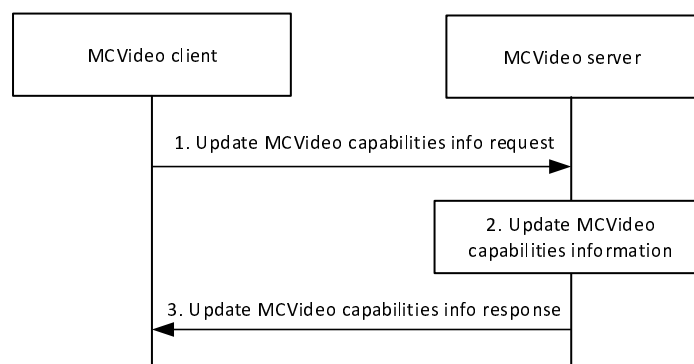 MCVideo client
MCVideo server
1. Update MCVideo capabilities info request
2. Update MCVideo
capabilities information
3. Update MCVideo capabilities info response